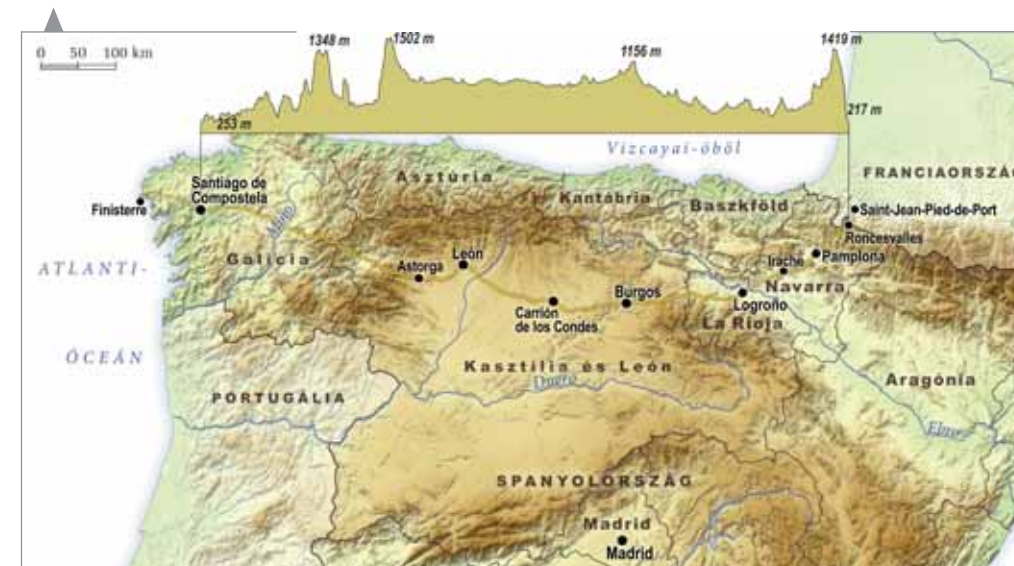 1348 m
1502 m
1156 m
1419 m
0 50 100 km
253 m
217 m
Vizcayai-öböl
FRANCIAORSZÁG
Asztúria
Kantábria
Baszkföld
Santiago de
Compostela
Finisterre
Saint-Jean-Pied-de-Port
Roncesvalles
Pamplona
Irache
Navarra
Galícia
León
Astorga
ATLANTI-
Carrión
de los Condes
Burgos
Logroño
La Rioja
ÓCEÁN
Kasztília és León
Duero
Aragónia
PORTUGÁLIA
Ebro
SPANYOLORSZÁG
Madrid
Madrid